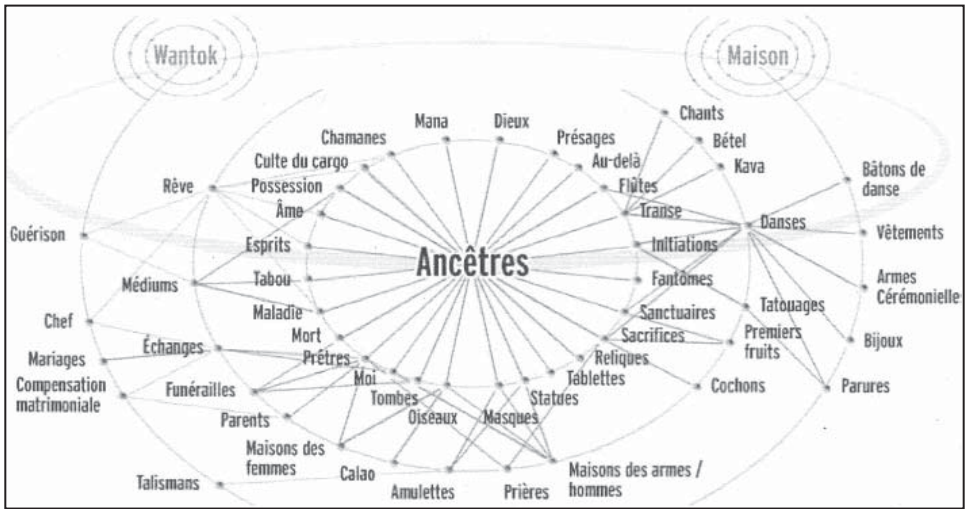 Wantok
Maison
Chants
Mana
Dieux
Chamanes
Présages
Bétel
Culte du cargo
Au-delà
Kava
Rêve
Possession
Flûtes
Bâtons de
danse
Âme
Transe
Danses
Guérison
Esprits
Initiations
Vêtements
Ancêtres
Tabou
Fantômes
Médiums
Armes
Cérémonielle
Maladie
Sanctuaires
Tatouages
Chef
Mort
Sacrifices
Premiers
fruits
Bijoux
Échanges
Mariages
Prêtres
Reliques
Moi
Tablettes
Compensation
matrimoniale
Funérailles
Tombes
Statues
Cochons
Parures
Parents
Oiseaux
Masques
Maisons des
femmes
Calao
Maisons des armes /
hommes
Talismans
Amulettes
Prières